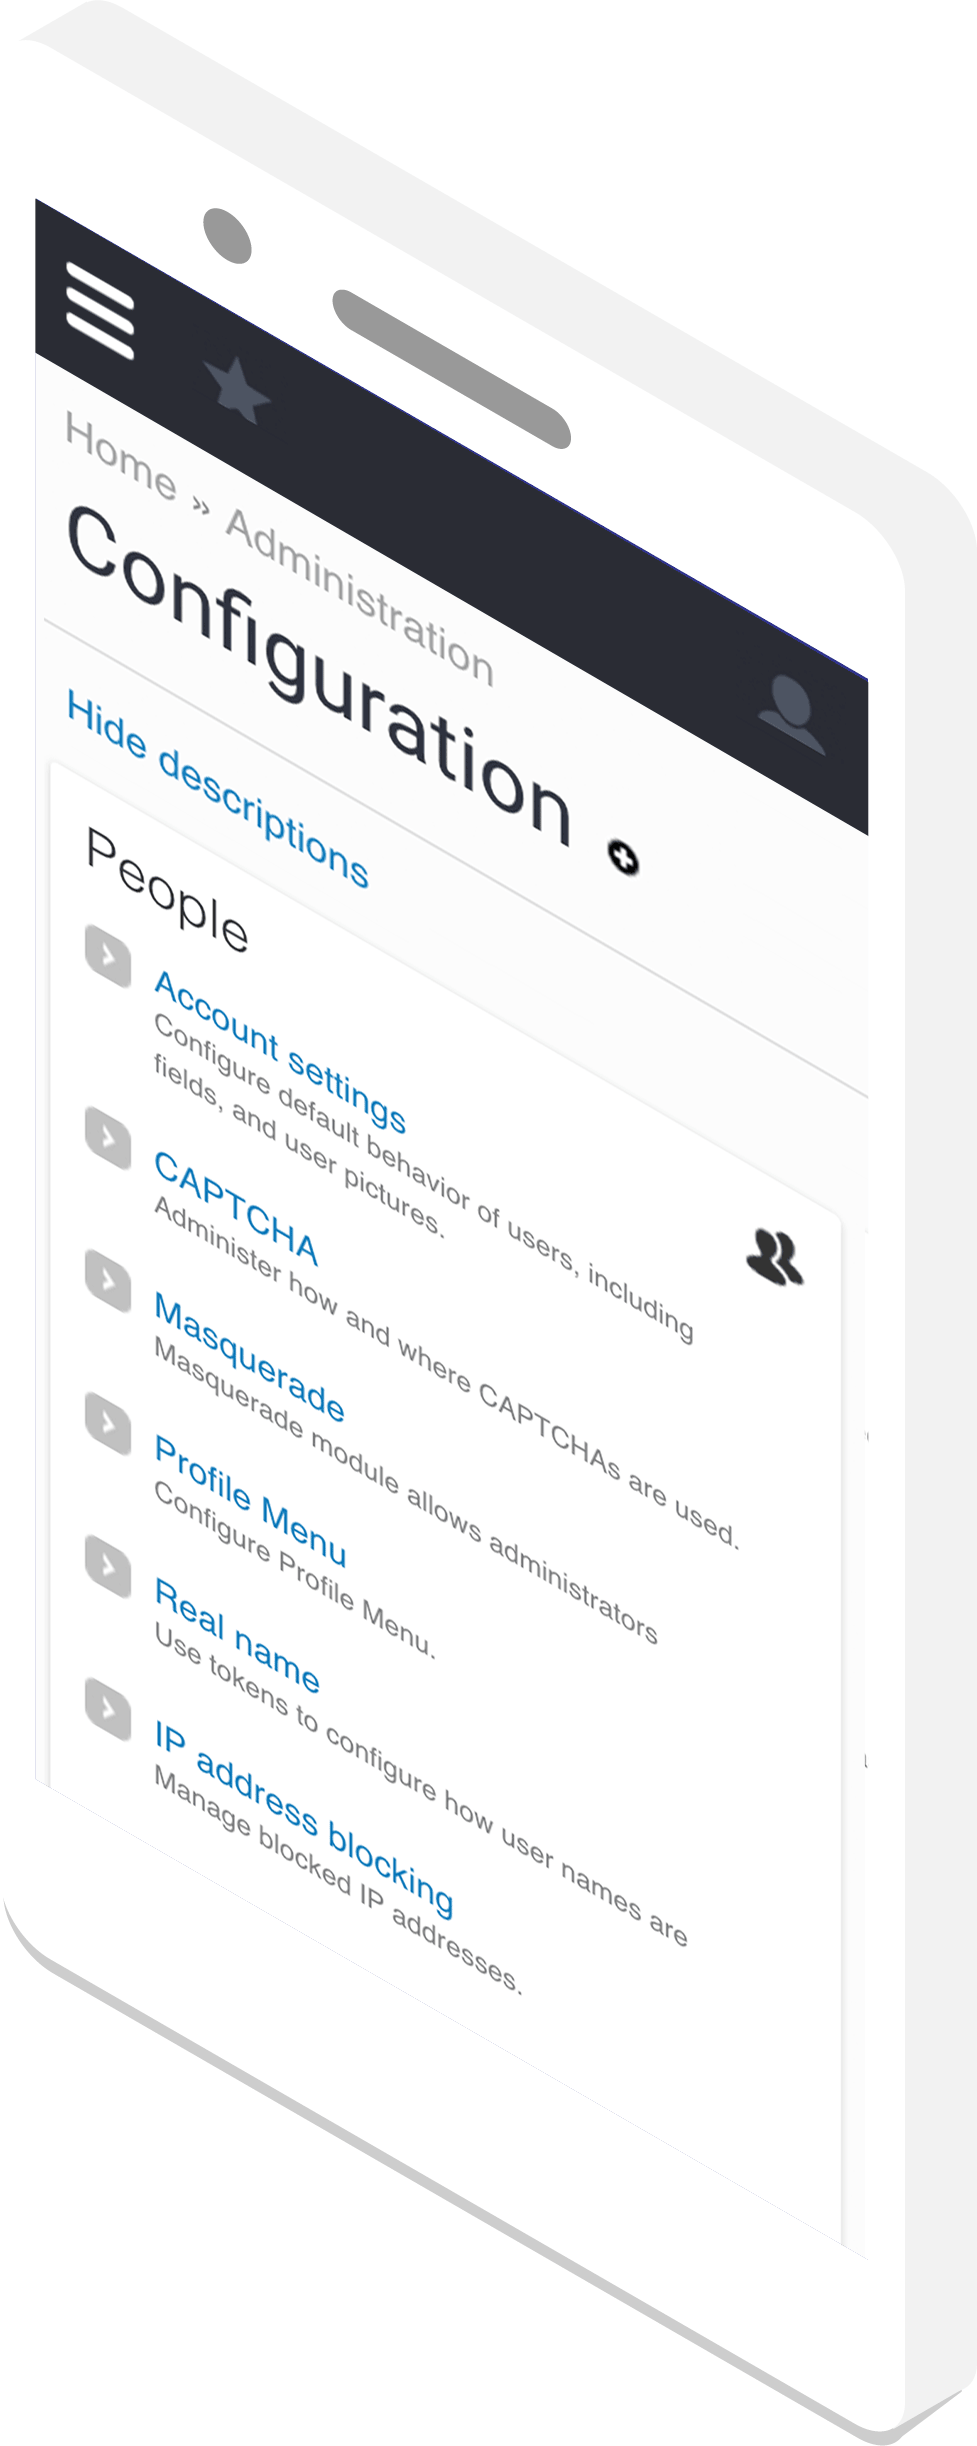 Home » Administration
Configuration
Hide descriptions
People
Account settings
Configure default behavior of users, including
fields, and user pictures.
CAPTCHA
Administer how and where CAPTCHAs are used.
Masquerade
Masquerade module allows administrators
Profile Menu
Configure Profile Menu.
Real name
Use tokens to configure how user names are
IP address blocking
Manage blocked IP addresses.